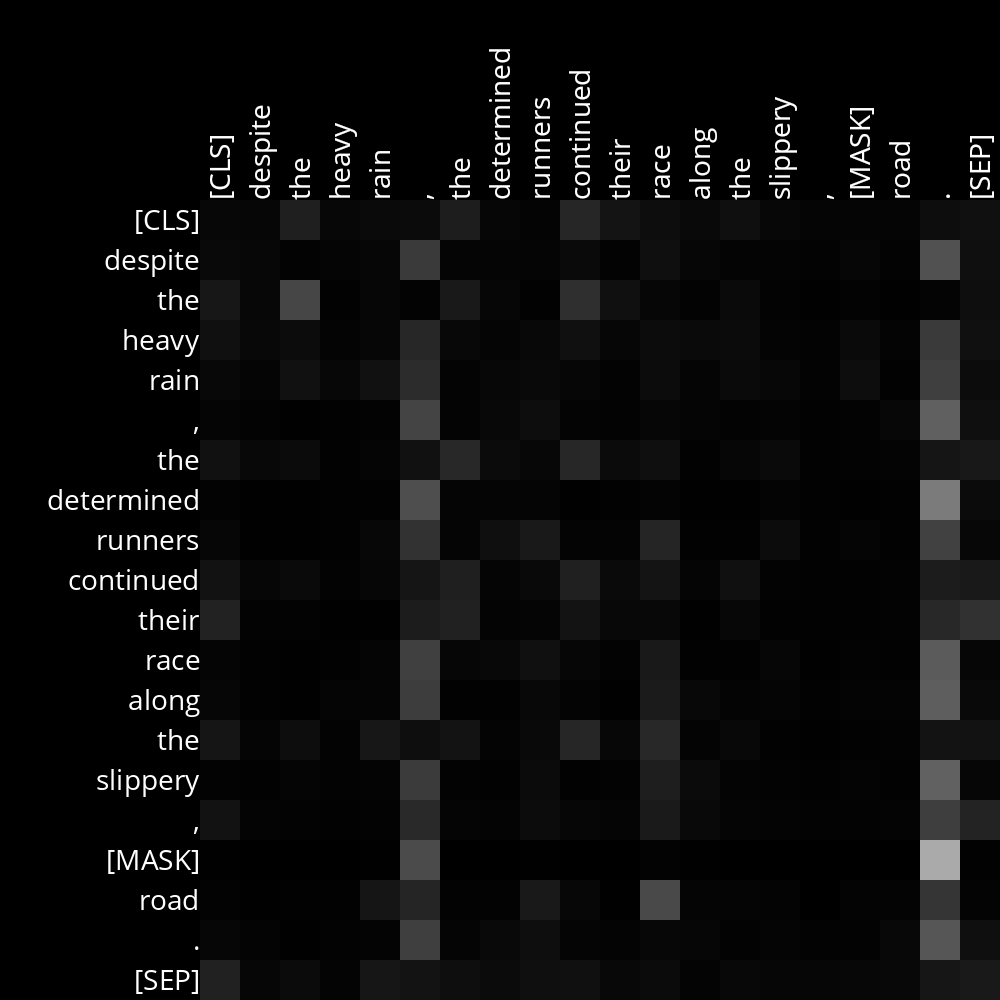 [CLS] despite the heavy rain , the determined runners continued their race along the slippery , [MASK] road . [SEP]
[CLS]
despite
the
heavy
rain
,
the
determined
runners
continued
their
race
along
the
slippery
,
[MASK]
road
.
[SEP]